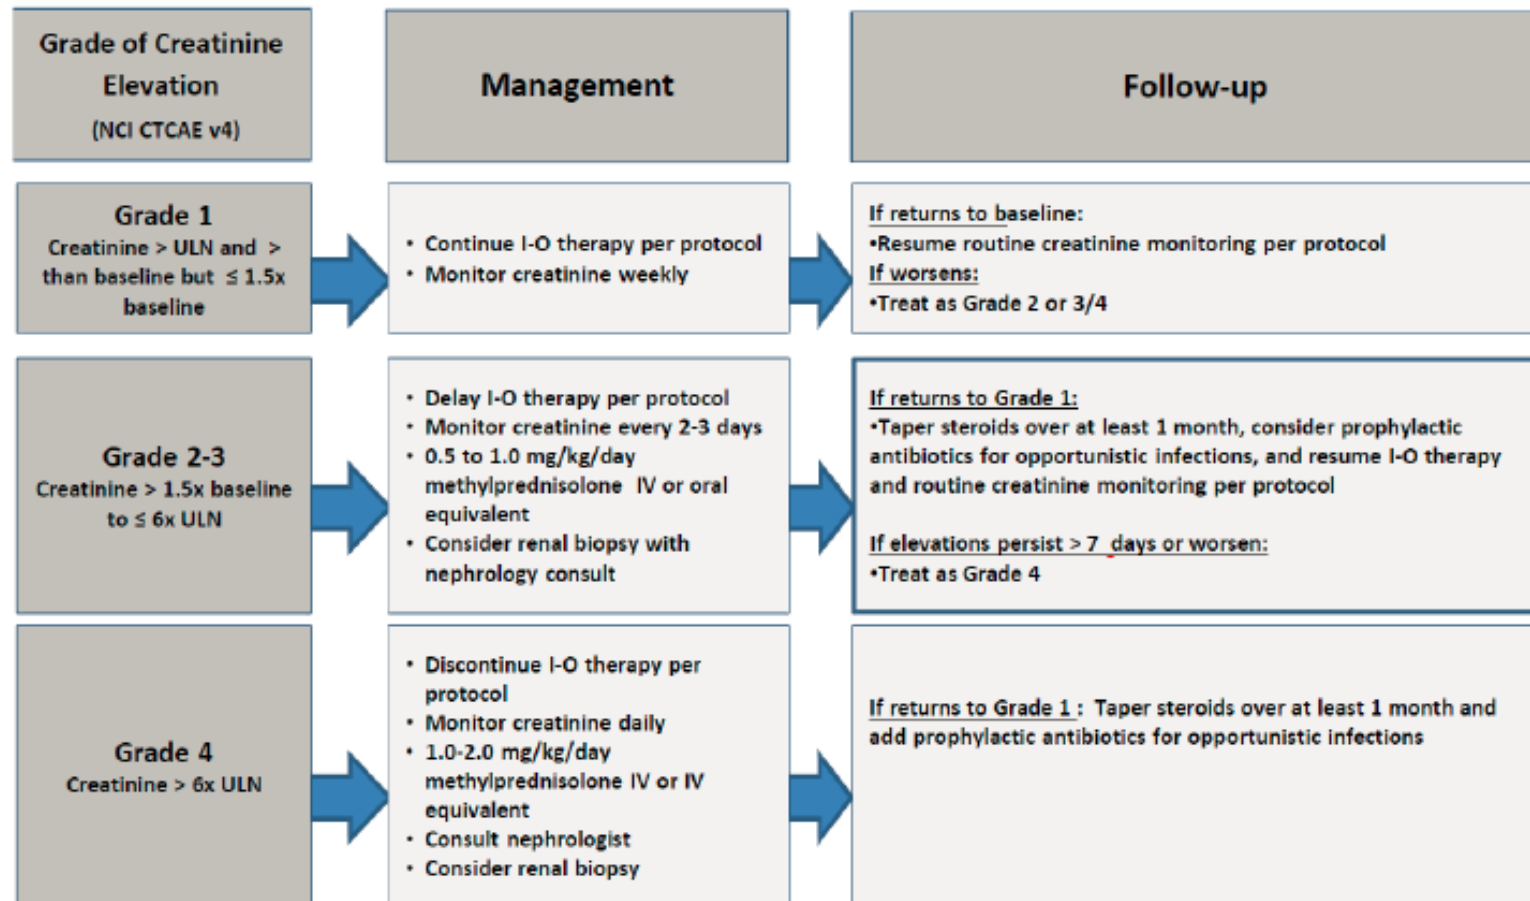 Grade of Creatinine
Elevation
(NCI CTCAE v4)
Management
Follow-up
Grade 1
Creatinine > ULN and >
than baseline but ≤ 1.5x
baseline
• Continue I-O therapy per protocol
• Monitor creatinine weekly
If returns to baseline:
•Resume routine creatinine monitoring per protocol
If worsens:
•Treat as Grade 2 or 3/4
Grade 2-3
Creatinine > 1.5x baseline
to ≤ 6x ULN
• Delay I-O therapy per protocol
• Monitor creatinine every 2-3 days
• 0.5 to 1.0 mg/kg/day
methylprednisolone IV or oral
equivalent
• Consider renal biopsy with
nephrology consult
If returns to Grade 1:
•Taper steroids over at least 1 month, consider prophylactic
antibiotics for opportunistic infections, and resume I-O therapy
and routine creatinine monitoring per protocol
If elevations persist > 7 days or worsen:
•Treat as Grade 4
Grade 4
Creatinine > 6x ULN
• Discontinue I-O therapy per
protocol
• Monitor creatinine daily
• 1.0-2.0 mg/kg/day
methylprednisolone IV or IV
equivalent
• Consult nephrologist
• Consider renal biopsy
If returns to Grade 1 : Taper steroids over at least 1 month and
add prophylactic antibiotics for opportunistic infections